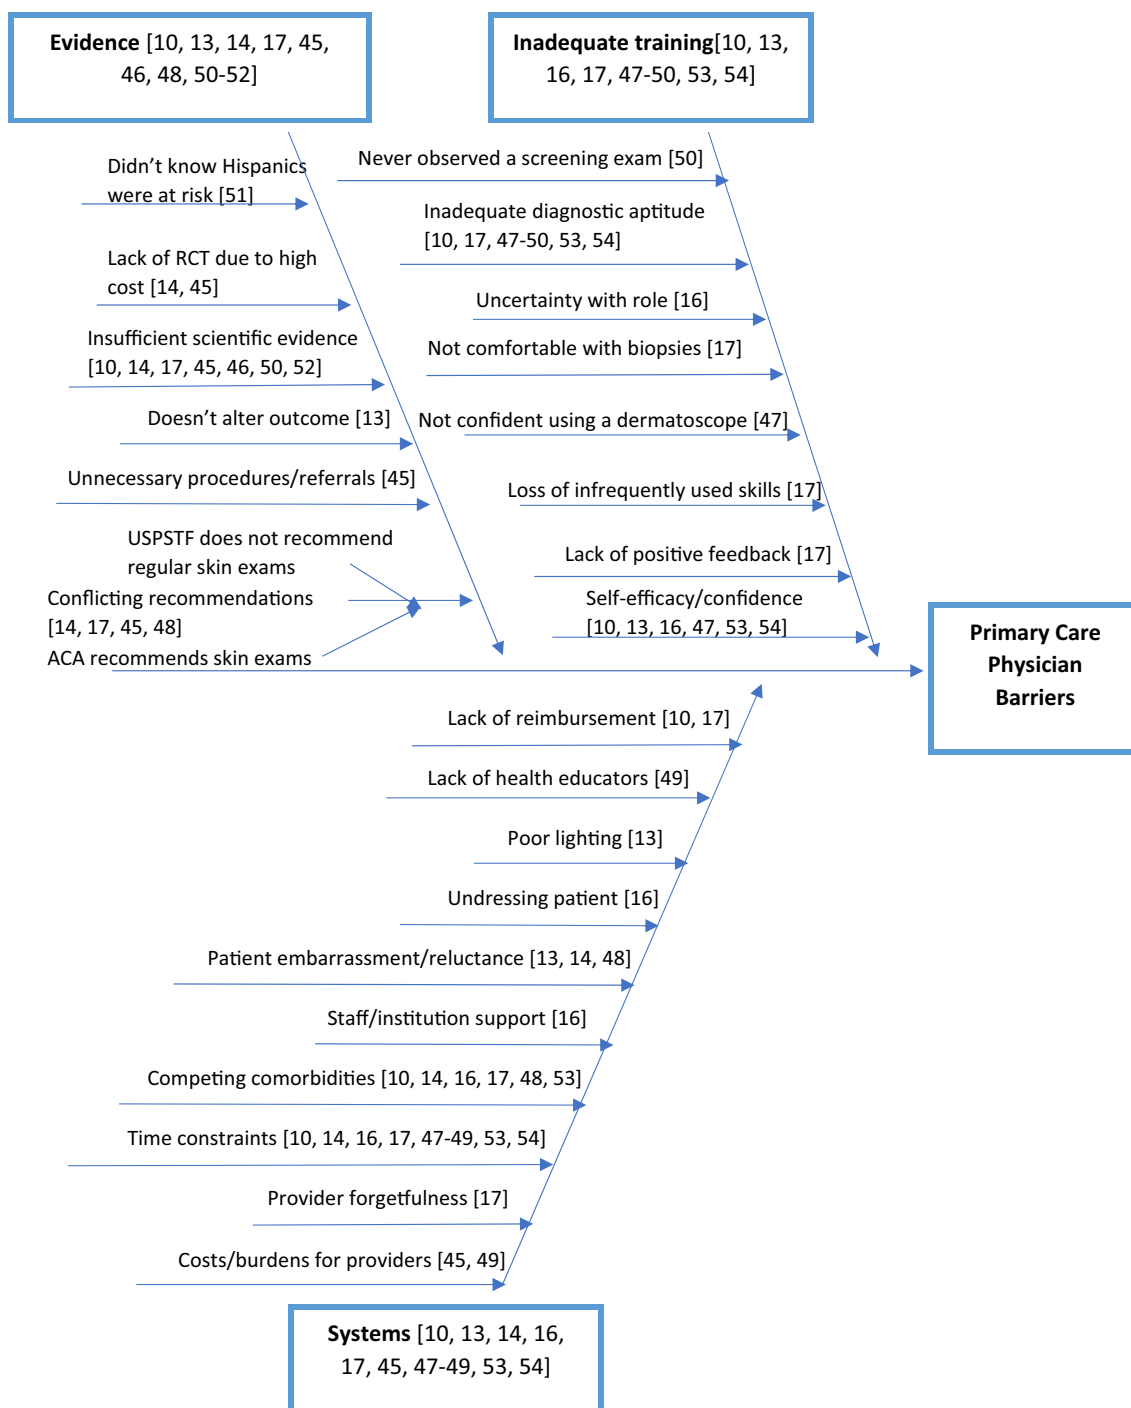 Evidence [10, 13, 14, 17, 45,
46, 48, 50-52]
Inadequate training[10, 13,
16, 17, 47-50, 53, 54]
Didn't know Hispanics
were at risk [51]
Lack of RCT due to high
cost [14, 45]
Insufficient scientific evidence
[10, 14, 17, 45, 46, 50, 52]
Doesn't alter outcome [13]
Unnecessary procedures/referrals [45]
USPSTF does not recommend
regular skin exams
Conflicting recommendations
[14, 17, 45, 48]
ACA recommends skin exams
Never observed a screening exam [50]
Inadequate diagnostic aptitude
[10, 17, 47-50, 53, 54]
Uncertainty with role [16]
Not comfortable with biopsies [17]
Not confident using a dermatoscope [47]
Loss of infrequently used skills [17]
Lack of positive feedback [17]
Self-efficacy/confidence
[10, 13, 16, 47, 53, 54]
Primary Care
Physician
Barriers
Lack of reimbursement [10, 17]
Lack of health educators [49]
Poor lighting [13]
Undressing patient [16]
Patient embarrassment/reluctance [13, 14, 48]
Staff/institution support [16]
Competing comorbidities [10, 14, 16, 17, 48, 53]
Time constraints [10, 14, 16, 17, 47-49, 53, 54]
Provider forgetfulness [17]
Costs/burdens for providers [45, 49]
Systems [10, 13, 14, 16,
17, 45, 47-49, 53, 54]